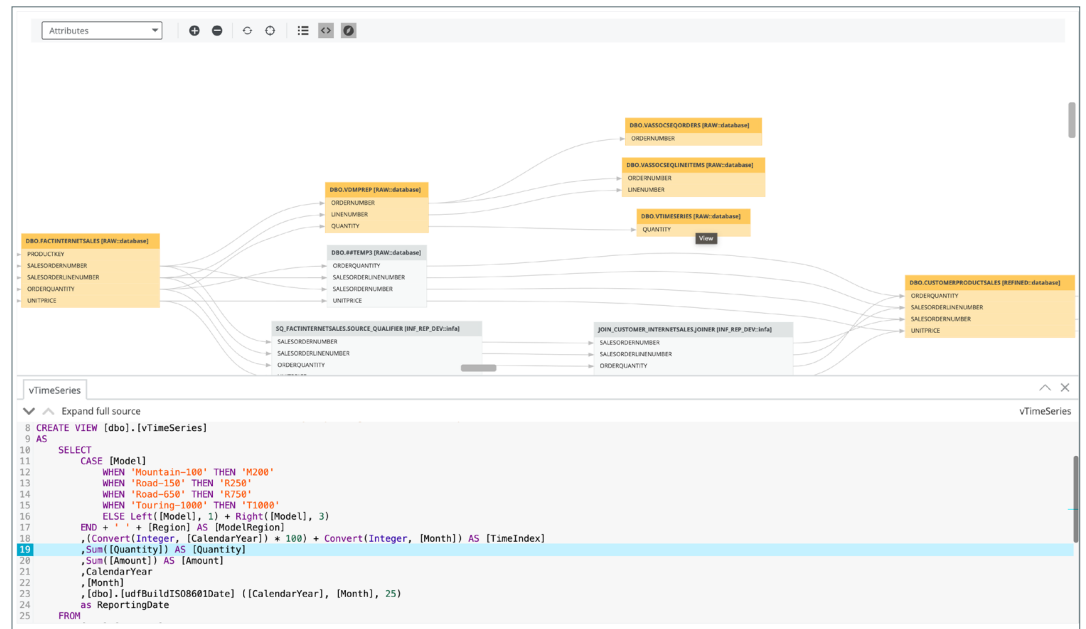 Attributes
DBO.VASSOCSEQORDERS [RAW::database]
ORDERNUMBER
DBO.VASSOCSEQLINEITEMS [RAW::database]
ORDERNUMBER
LINENUMBER
DBO.VDMPREP [RAW::database]
ORDERNUMBER
LINENUMBER
QUANTITY
DBO.VTIMESERIES [RAW::database]
QUANTITY
View
DBO.FACTINTERNETSALES [RAW::database]
PRODUCTKEY
SALESORDERNUMBER
SALESORDERLINENUMBER
ORDERQUANTITY
UNITPRICE
DBO.##TEMP3 [RAW::database]
ORDERQUANTITY
SALESORDERLINENUMBER
SALESORDERNUMBER
UNITPRICE
DBO.CUSTOMERPRODUCTSALES [REFINED::database]
ORDERQUANTITY
SALESORDERLINENUMBER
SALESORDERNUMBER
UNITPRICE
SQ_FACTINTERNETSALES.SOURCE_QUALIFIER [INF_REP_DEV::infa]
SALESORDERNUMBER
SALESORDERLINENUMBER
ORDERQUANTITY
JOIN_CUSTOMER_INTERNETSALES.JOINER [INF_REP_DEV::infa]
SALESORDERNUMBER
SALESORDERLINENUMBER
ORDERQUANTITY
vTimeSeries
Expand full source
vTimeSeries
8 CREATE VIEW [dbo].[vTimeSeries]
9 AS
10 SELECT
11 CASE [Model]
12 WHEN 'Mountain-100' THEN 'M200'
13 WHEN 'Road-150' THEN 'R250'
14 WHEN 'Road-650' THEN 'R750'
15 WHEN 'Touring-1000' THEN 'T1000'
16 ELSE Left([Model], 1) + Right([Model], 3)
17 END + ' ' + [Region] AS [ModelRegion]
18 ,(Convert(Integer, [CalendarYear]) * 100) + Convert(Integer, [Month]) AS [TimeIndex]
19 ,Sum([Quantity]) AS [Quantity]
20 ,Sum([Amount]) AS [Amount]
21 ,CalendarYear
22 ,[Month]
23 ,[dbo].[udfBuildISO8601Date] ([CalendarYear], [Month], 25)
24 as ReportingDate
25 FROM